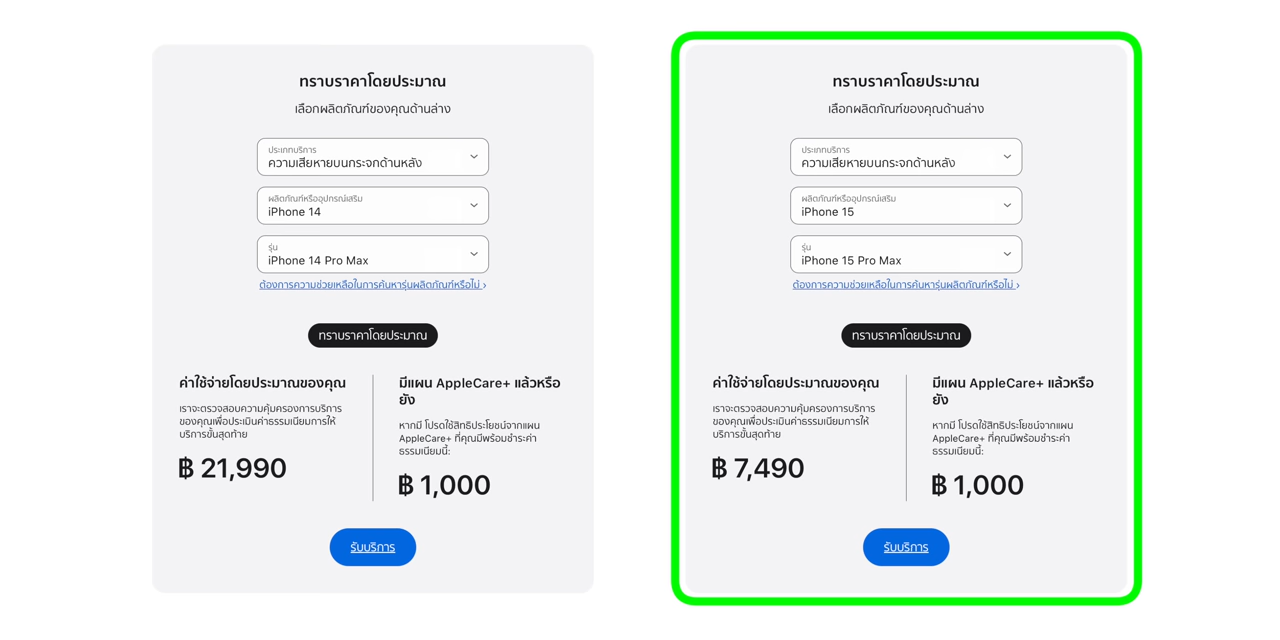 ทราบราคาโดยประมาณ
เลือกผลิตภัณฑ์ของคุณด้านล่าง
ประเภทบริการ
ความเสียหายบนกระจกด้านหลัง
ผลิตภัณฑ์หรืออุปกรณ์เสริม
iPhone 14
รุ่น
iPhone 14 Pro Max
ต้องการความช่วยเหลือในการค้นหารุ่นผลิตภัณฑ์หรือไม่ ›
ทราบราคาโดยประมาณ
ค่าใช้จ่ายโดยประมาณของคุณ
เราจะตรวจสอบความคุ้มครองการบริการ
ของคุณเพื่อประเมินค่าธรรมเนียมการให้
บริการขั้นสุดท้าย
฿ 21,990
มีแผน AppleCare+ แล้วหรือ
ยัง
หากมี โปรดใช้สิทธิประโยชน์จากแผน
AppleCare+ ที่คุณมีพร้อมชำระค่า
ธรรมเนียมนี้:
฿ 1,000
รับบริการ
ทราบราคาโดยประมาณ
เลือกผลิตภัณฑ์ของคุณด้านล่าง
ประเภทบริการ
ความเสียหายบนกระจกด้านหลัง
ผลิตภัณฑ์หรืออุปกรณ์เสริม
iPhone 15
รุ่น
iPhone 15 Pro Max
ต้องการความช่วยเหลือในการค้นหารุ่นผลิตภัณฑ์หรือไม่ ›
ทราบราคาโดยประมาณ
ค่าใช้จ่ายโดยประมาณของคุณ
เราจะตรวจสอบความคุ้มครองการบริการ
ของคุณเพื่อประเมินค่าธรรมเนียมการให้
บริการขั้นสุดท้าย
฿ 7,490
มีแผน AppleCare+ แล้วหรือ
ยัง
หากมี โปรดใช้สิทธิประโยชน์จากแผน
AppleCare+ ที่คุณมีพร้อมชำระค่า
ธรรมเนียมนี้:
฿ 1,000
รับบริการ